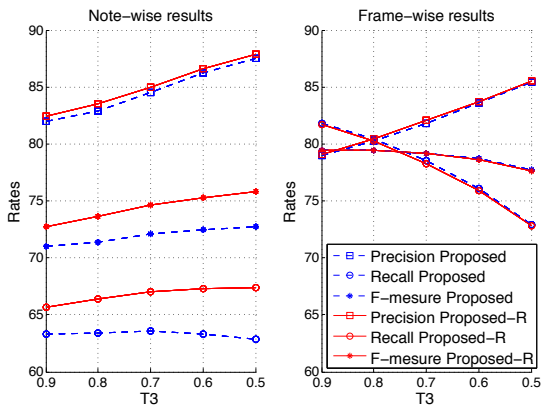 Note-wise results
90
85
80
75
70
65
60
Rates
0.9 0.8 0.7 0.6 0.5
T3
Frame-wise results
90
85
80
75
70
65
60
Rates
0.9 0.8 0.7 0.6 0.5
T3
Precision Proposed
Recall Proposed
F-mesure Proposed
Precision Proposed-R
Recall Proposed-R
F-mesure Proposed-R